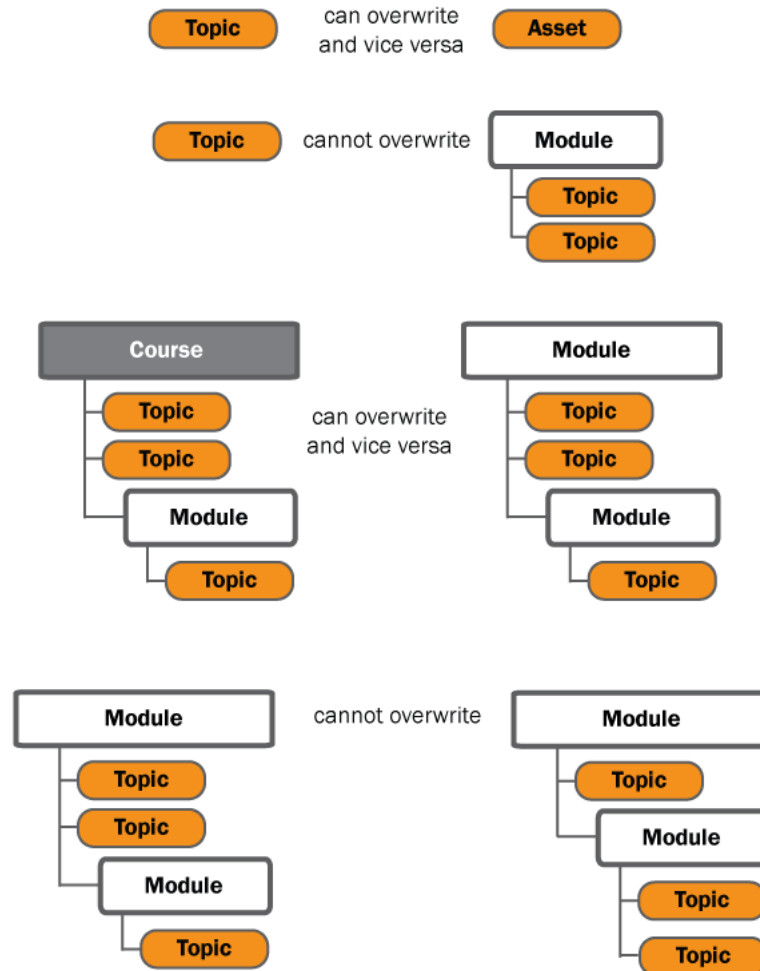 Topic can overwrite Asset
and vice versa
Topic cannot overwrite Module
Topic
Topic
Course Module
Topic Topic
can overwrite
Topic Topic
and vice versa
Module Module
Topic Topic
Module cannot overwrite Module
Topic Topic
Topic Module
Module Topic
Topic Topic